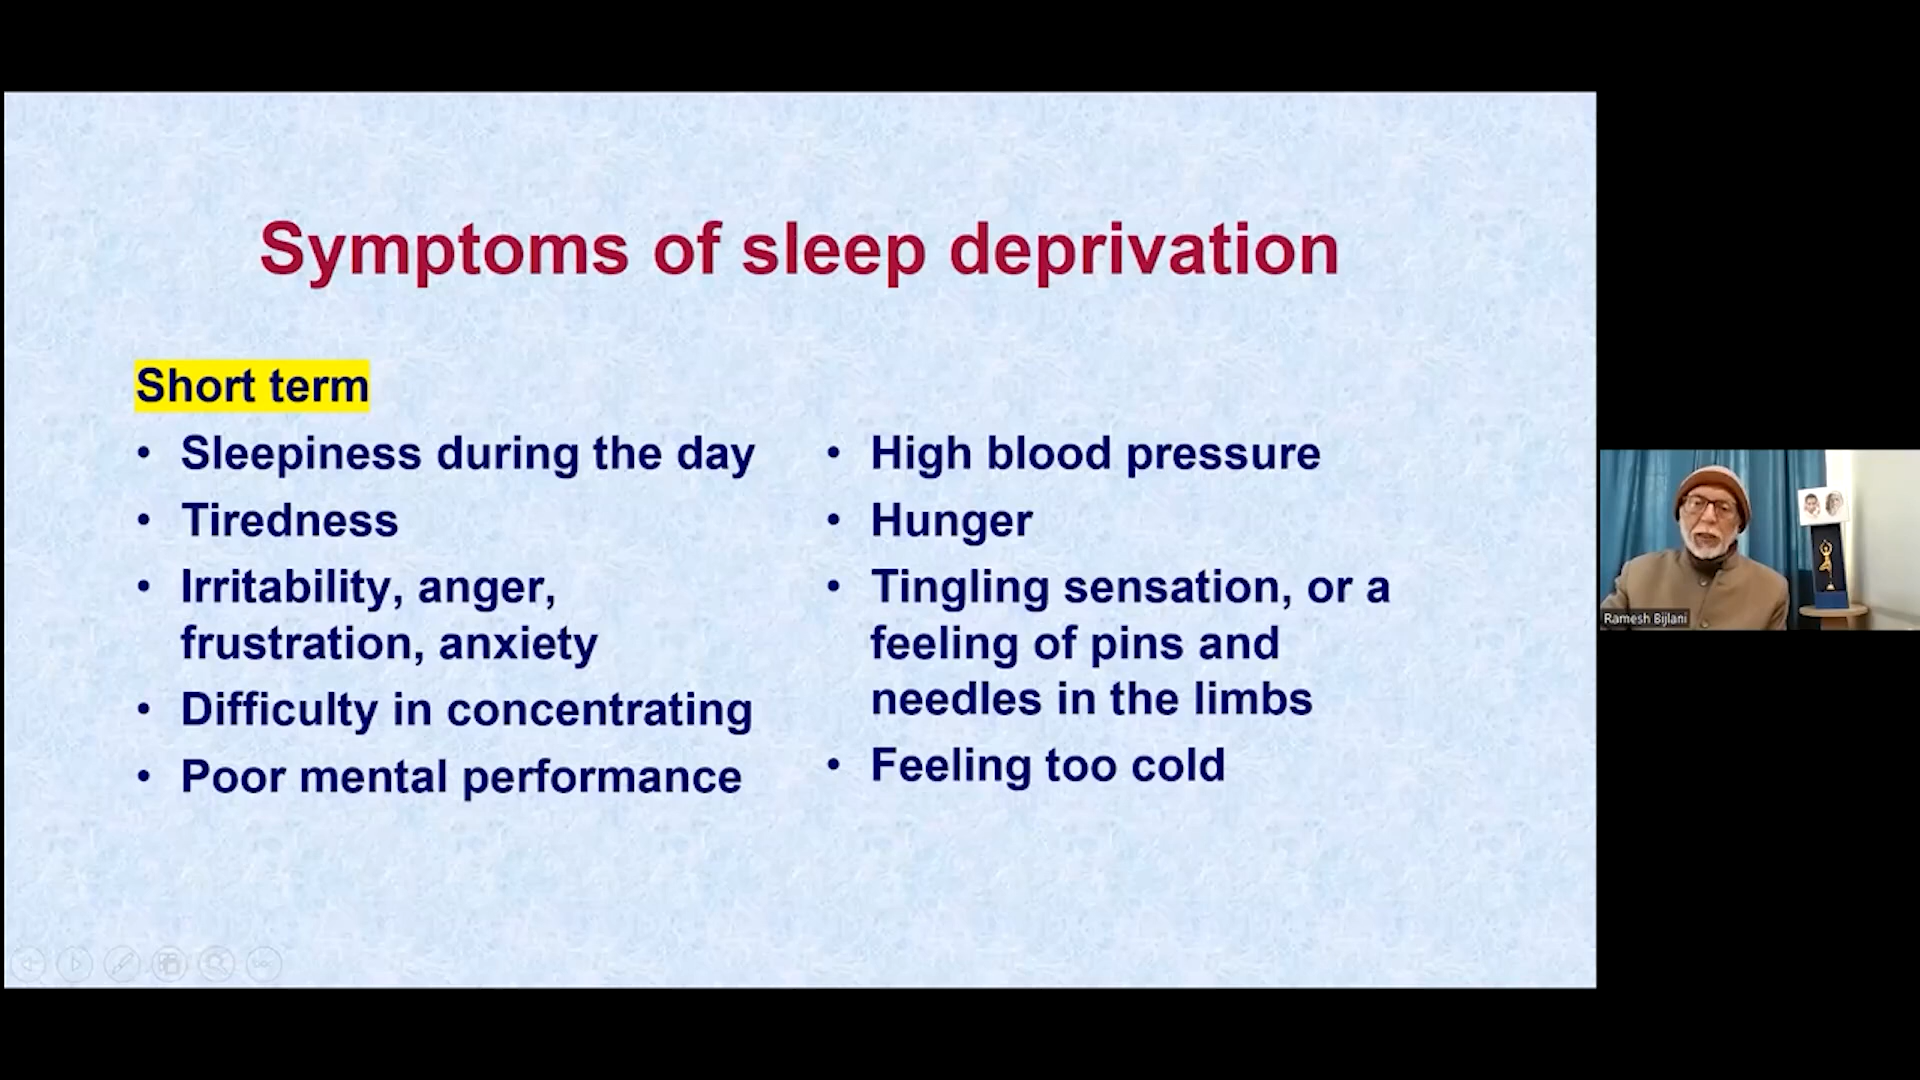 Symptoms of sleep deprivation
Short term
• Sleepiness during the day
• Tiredness
• Irritability, anger,
frustration, anxiety
• Difficulty in concentrating
• Poor mental performance
• High blood pressure
• Hunger
• Tingling sensation, or a
feeling of pins and
needles in the limbs
• Feeling too cold
Ramesh Bijlani